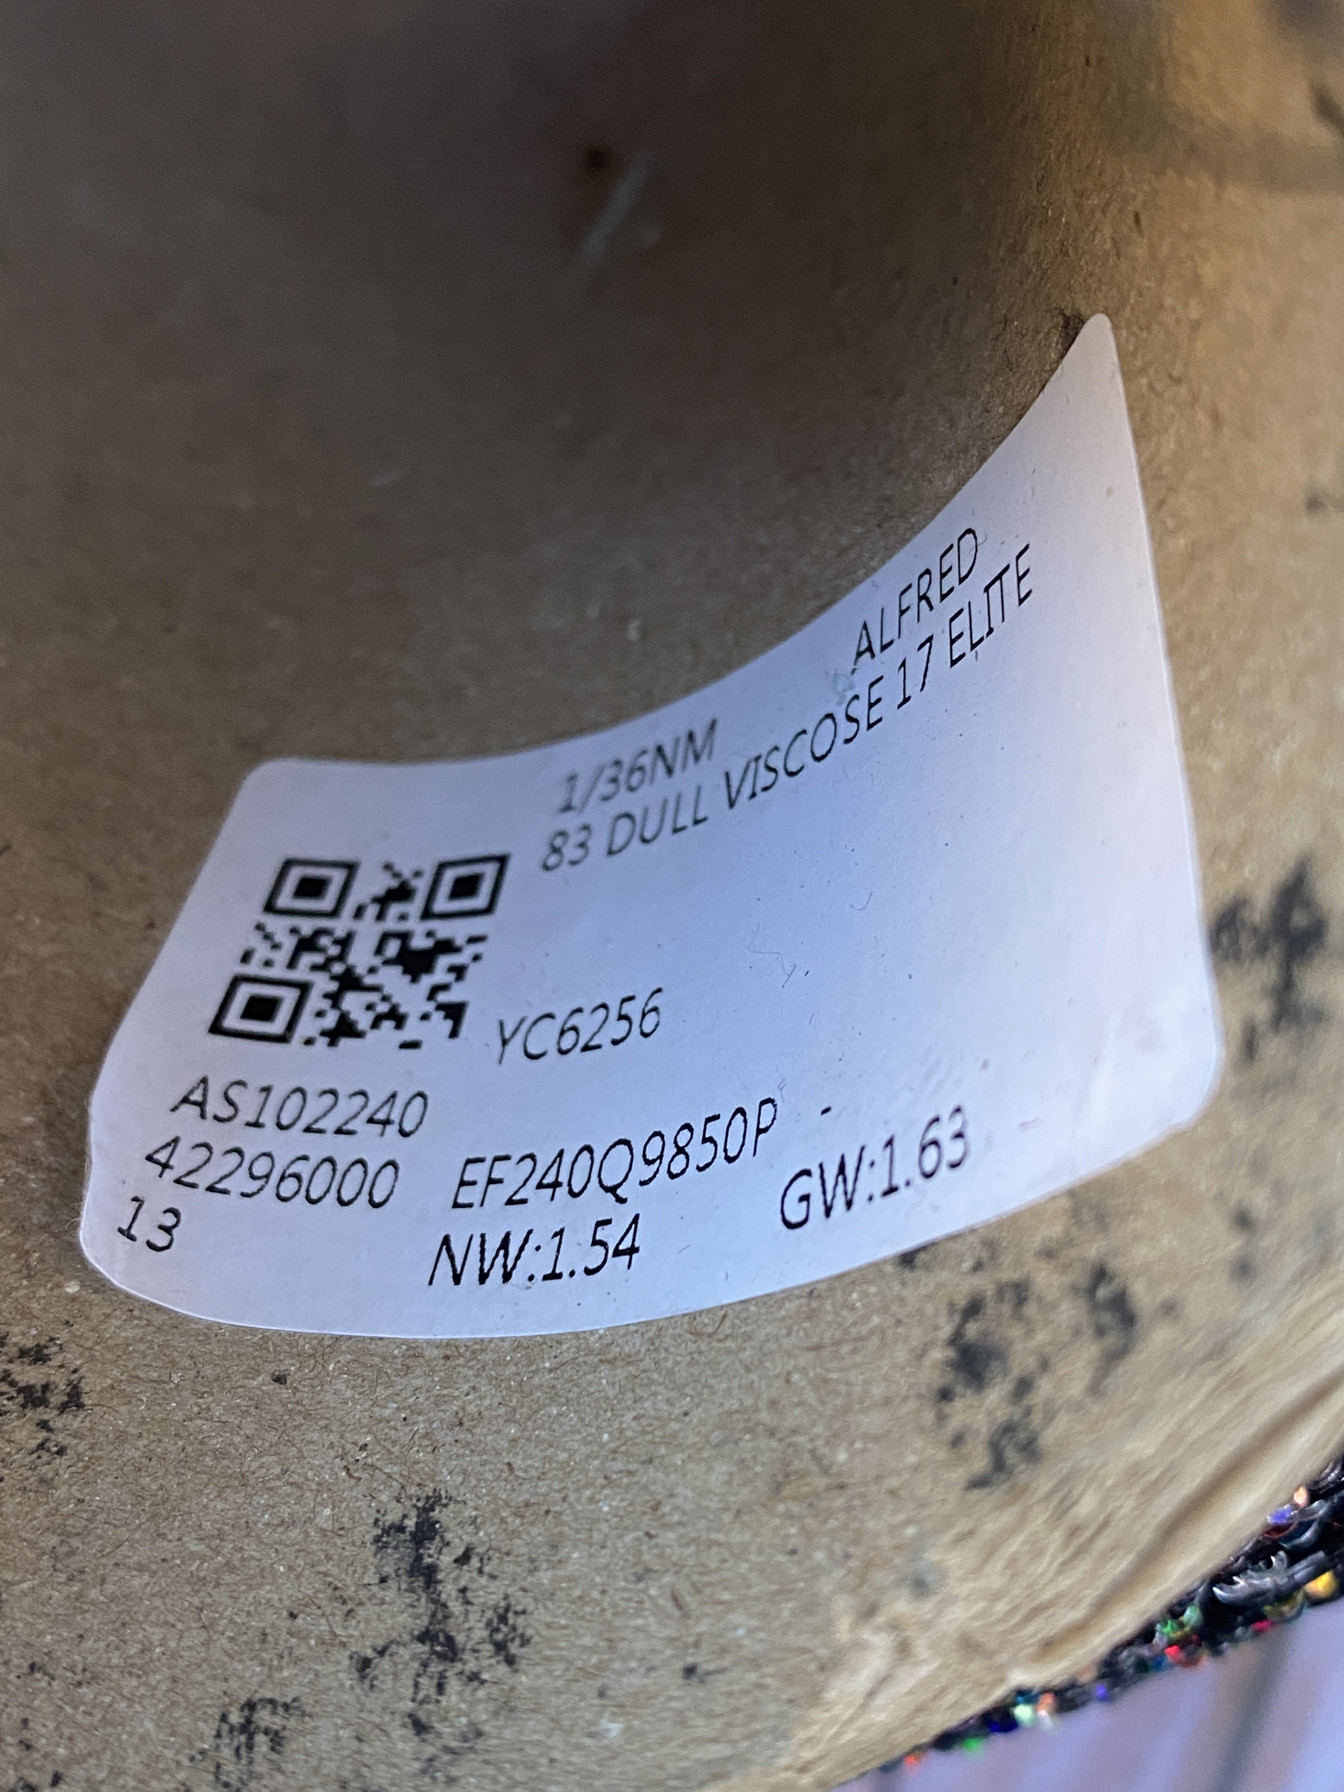 1/36NM ALFRED
83 DULL VISCOSE 17 ELITE
YC6256
AS102240
42296000 EF240Q9850P -
13 NW:1.54 GW:1.63